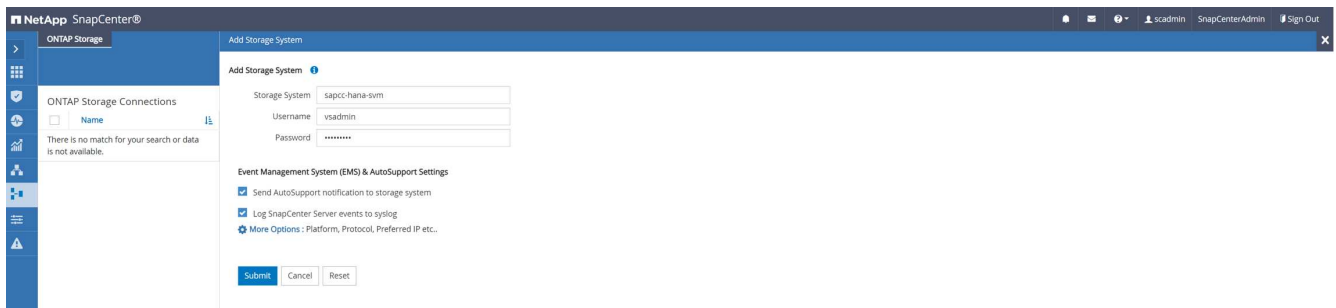 NetApp SnapCenter®
scadmin SnapCenterAdmin Sign Out
ONTAP Storage
Add Storage System
Add Storage System
ONTAP Storage Connections
Name
There is no match for your search or data
is not available.
Storage System sapcc-hana-svm
Username vsadmin
Password •••••••••
Event Management System (EMS) & AutoSupport Settings
Send AutoSupport notification to storage system
Log SnapCenter Server events to syslog
More Options : Platform, Protocol, Preferred IP etc..
Submit Cancel Reset